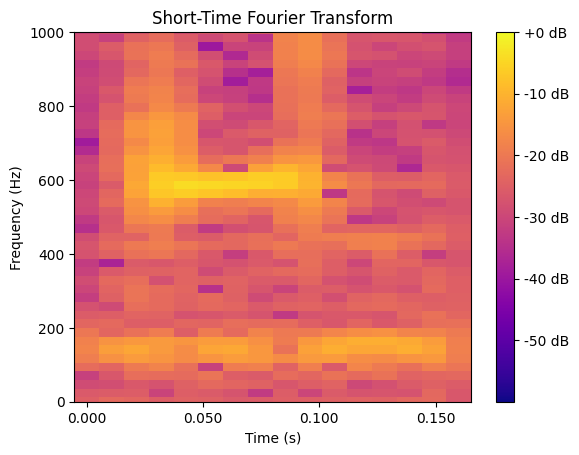 Short-Time Fourier Transform
1000
800
600
400
200
0
Frequency (Hz)
0.000
0.050
0.100
0.150
Time (s)
+0 dB
-10 dB
-20 dB
-30 dB
-40 dB
-50 dB